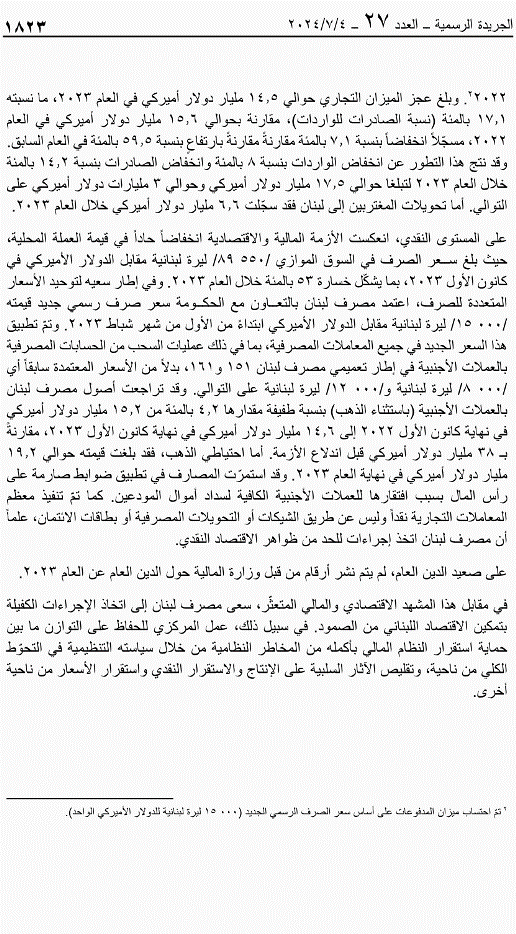 الجريدة الرسمية – العدد ٢٧ – ٢٠٢٤/٧/٤
١٨٢٣
٢٠٢٢². وبلغ عجز الميزان التجاري حوالي ١٤,٥ مليار دولار أميركي في العام ٢٠٢٣، ما نسبته
١٧,١ بالمئة (نسبة الصادرات للواردات)، مقارنة بحوالي ١٥,٦ مليار دولار أميركي في العام
٢٠٢٢، مسجّلاً انخفاضاً بنسبة ٧,١ بالمئة مقارنةً مقارنةً بارتفاع بنسبة ٥٩,٥ بالمئة في العام السابق.
وقد نتج هذا التطور عن انخفاض الواردات بنسبة ٨ بالمئة وانخفاض الصادرات بنسبة ١٤,٢ بالمئة
خلال العام ٢٠٢٣ لتبلغا حوالي ١٧,٥ مليار دولار أميركي وحوالي ٣ مليارات دولار أميركي على
التوالي. أما تحويلات المغتربين إلى لبنان فقد سجّلت ٦,٦ مليار دولار أميركي خلال العام ٢٠٢٣.
على المستوى النقدي، انعكست الأزمة المالية والاقتصادية انخفاضاً حاداً في قيمة العملة المحلية،
حيث بلغ سعر الصرف في السوق الموازي /٨٩ ٥٥٠/ ليرة لبنانية مقابل الدولار الأميركي في
كانون الأول ٢٠٢٣، بما يشكّل خسارة ٥٣ بالمئة خلال العام ٢٠٢٣. وفي إطار سعيه لتوحيد الأسعار
المتعددة للصرف، اعتمد مصرف لبنان بالتعاون مع الحكومة سعر صرف رسمي جديد قيمته
/١٥ ٠٠٠/ ليرة لبنانية مقابل الدولار الأميركي ابتداءً من الأول من شهر شباط ٢٠٢٣. وتمّ تطبيق
هذا السعر الجديد في جميع المعاملات المصرفية، بما في ذلك عمليات السحب من الحسابات المصرفية
بالعملات الأجنبية في إطار تعميمي مصرف لبنان ١٥١ و١٦١، بدلاً من الأسعار المعتمدة سابقاً أي
/٨ ٠٠٠/ ليرة لبنانية و/١٢ ٠٠٠/ ليرة لبنانية على التوالي. وقد تراجعت أصول مصرف لبنان
بالعملات الأجنبية (باستثناء الذهب) بنسبة طفيفة مقدارها ٤,٢ بالمئة من ١٥,٢ مليار دولار أميركي
في نهاية كانون الأول ٢٠٢٢ إلى ١٤,٦ مليار دولار أميركي في نهاية كانون الأول ٢٠٢٣، مقارنةً
بـ ٣٨ مليار دولار أميركي قبل اندلاع الأزمة. أما احتياطي الذهب، فقد بلغت قيمته حوالي ١٩,٢
مليار دولار أميركي في نهاية العام ٢٠٢٣. وقد استمرّت المصارف في تطبيق ضوابط صارمة على
رأس المال بسبب افتقارها للعملات الأجنبية الكافية لسداد أموال المودعين. كما تمّ تنفيذ معظم
المعاملات التجارية نقداً وليس عن طريق الشيكات أو التحويلات المصرفية أو بطاقات الائتمان، علماً
أن مصرف لبنان اتخذ إجراءات للحد من ظواهر الاقتصاد النقدي.
على صعيد الدين العام، لم يتم نشر أرقام من قبل وزارة المالية حول الدين العام عن العام ٢٠٢٣.
في مقابل هذا المشهد الاقتصادي والمالي المتعثّر، سعى مصرف لبنان إلى اتخاذ الإجراءات الكفيلة
بتمكين الاقتصاد اللبناني من الصمود. في سبيل ذلك، عمل المركزي للحفاظ على التوازن ما بين
حماية استقرار النظام المالي بأكمله من المخاطر النظامية من خلال سياسته التنظيمية في التحوّط
الكلي من ناحية، وتقليص الآثار السلبية على الإنتاج والاستقرار النقدي واستقرار الأسعار من ناحية
أخرى.
² تمّ احتساب ميزان المدفوعات على أساس سعر الصرف الرسمي الجديد (١٥ ٠٠٠ ليرة لبنانية للدولار الأميركي الواحد).